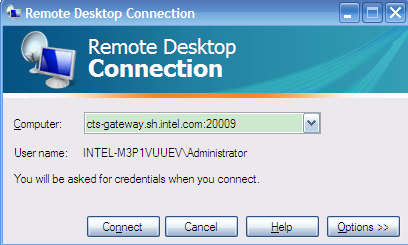 Remote Desktop Connection
Remote Desktop
Connection
Computer: cts-gateway.sh.intel.com:20009
User name: INTEL-M3P1VUUEV\Administrator
You will be asked for credentials when you connect.
Connect Cancel Help Options >>